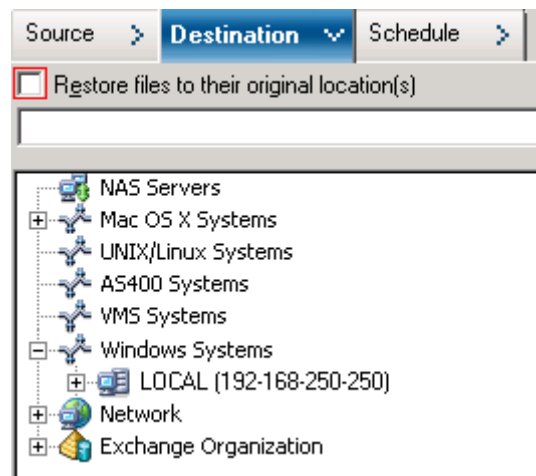 Source > Destination Schedule >
Restore files to their original location(s)
NAS Servers
Mac OS X Systems
UNIX/Linux Systems
AS400 Systems
VMS Systems
Windows Systems
LOCAL (192-168-250-250)
Network
Exchange Organization